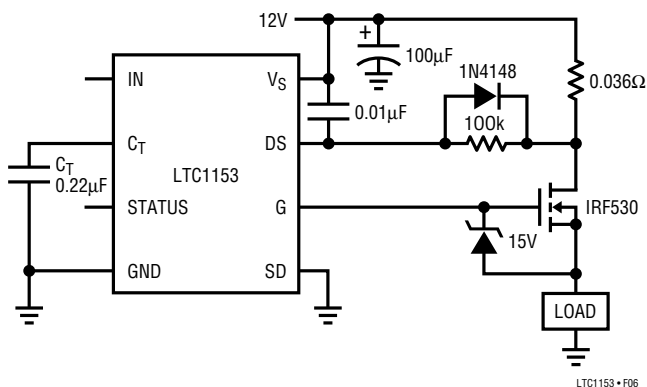 12V
+
100μF
1N4148
0.036Ω
IN
VS
0.01μF
100k
CT
DS
CT
0.22μF
LTC1153
STATUS
G
IRF530
15V
GND
SD
LOAD
LTC1153 • F06